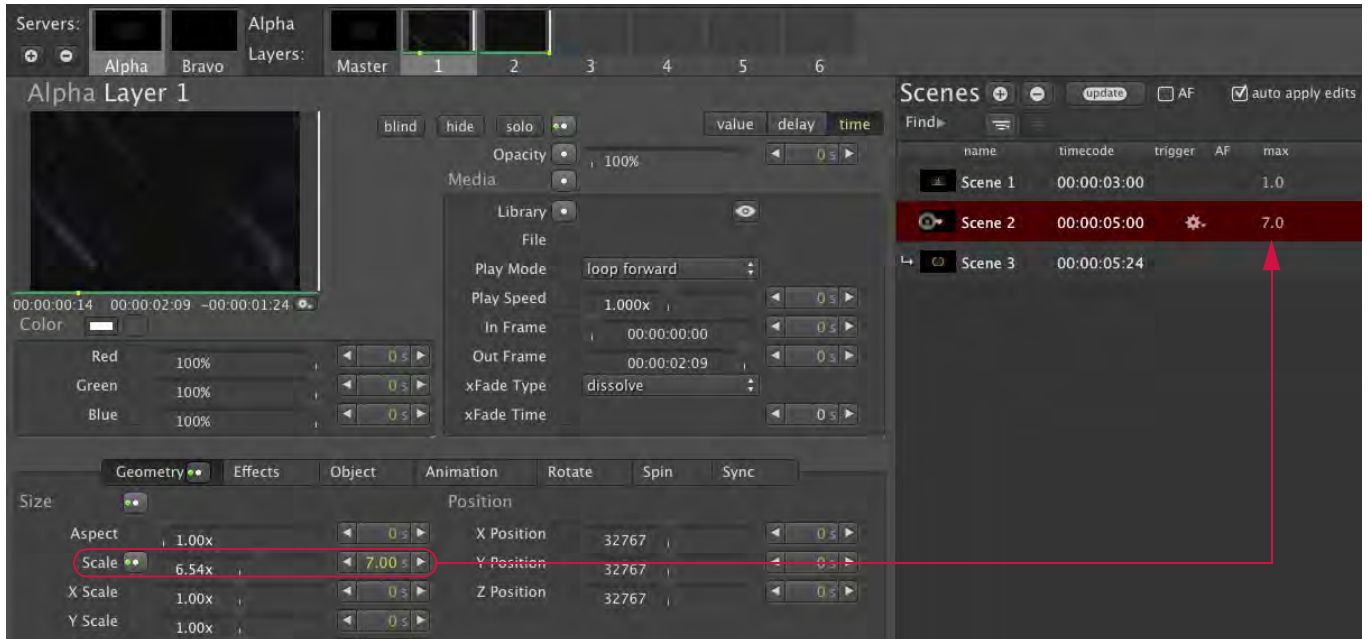 Servers:
Alpha
Bravo
Alpha
Layers:
Master
1
2
3
4
5
6
Alpha Layer 1
blind
hide
solo
value
delay
time
Opacity
100%
0 s
Media
Library
File
Play Mode
loop forward
Play Speed
1.000x
0 s
In Frame
00:00:00:00
0 s
Out Frame
00:00:02:09
0 s
xFade Type
dissolve
xFade Time
0 s
00:00:00:14 00:00:02:09 -00:00:01:24
Color
Red
100%
0 s
Green
100%
0 s
Blue
100%
0 s
Geometry
Effects
Object
Animation
Rotate
Spin
Sync
Size
Aspect
1.00x
0 s
Scale
6.54x
7.00 s
X Scale
1.00x
0 s
Y Scale
1.00x
0 s
Position
X Position
32767
0 s
Y Position
32767
0 s
Z Position
32767
0 s
Scenes
update
AF
auto apply edits
Find
name timecode trigger AF max
Scene 1 00:00:03:00 1.0
Scene 2 00:00:05:00 7.0
Scene 3 00:00:05:24